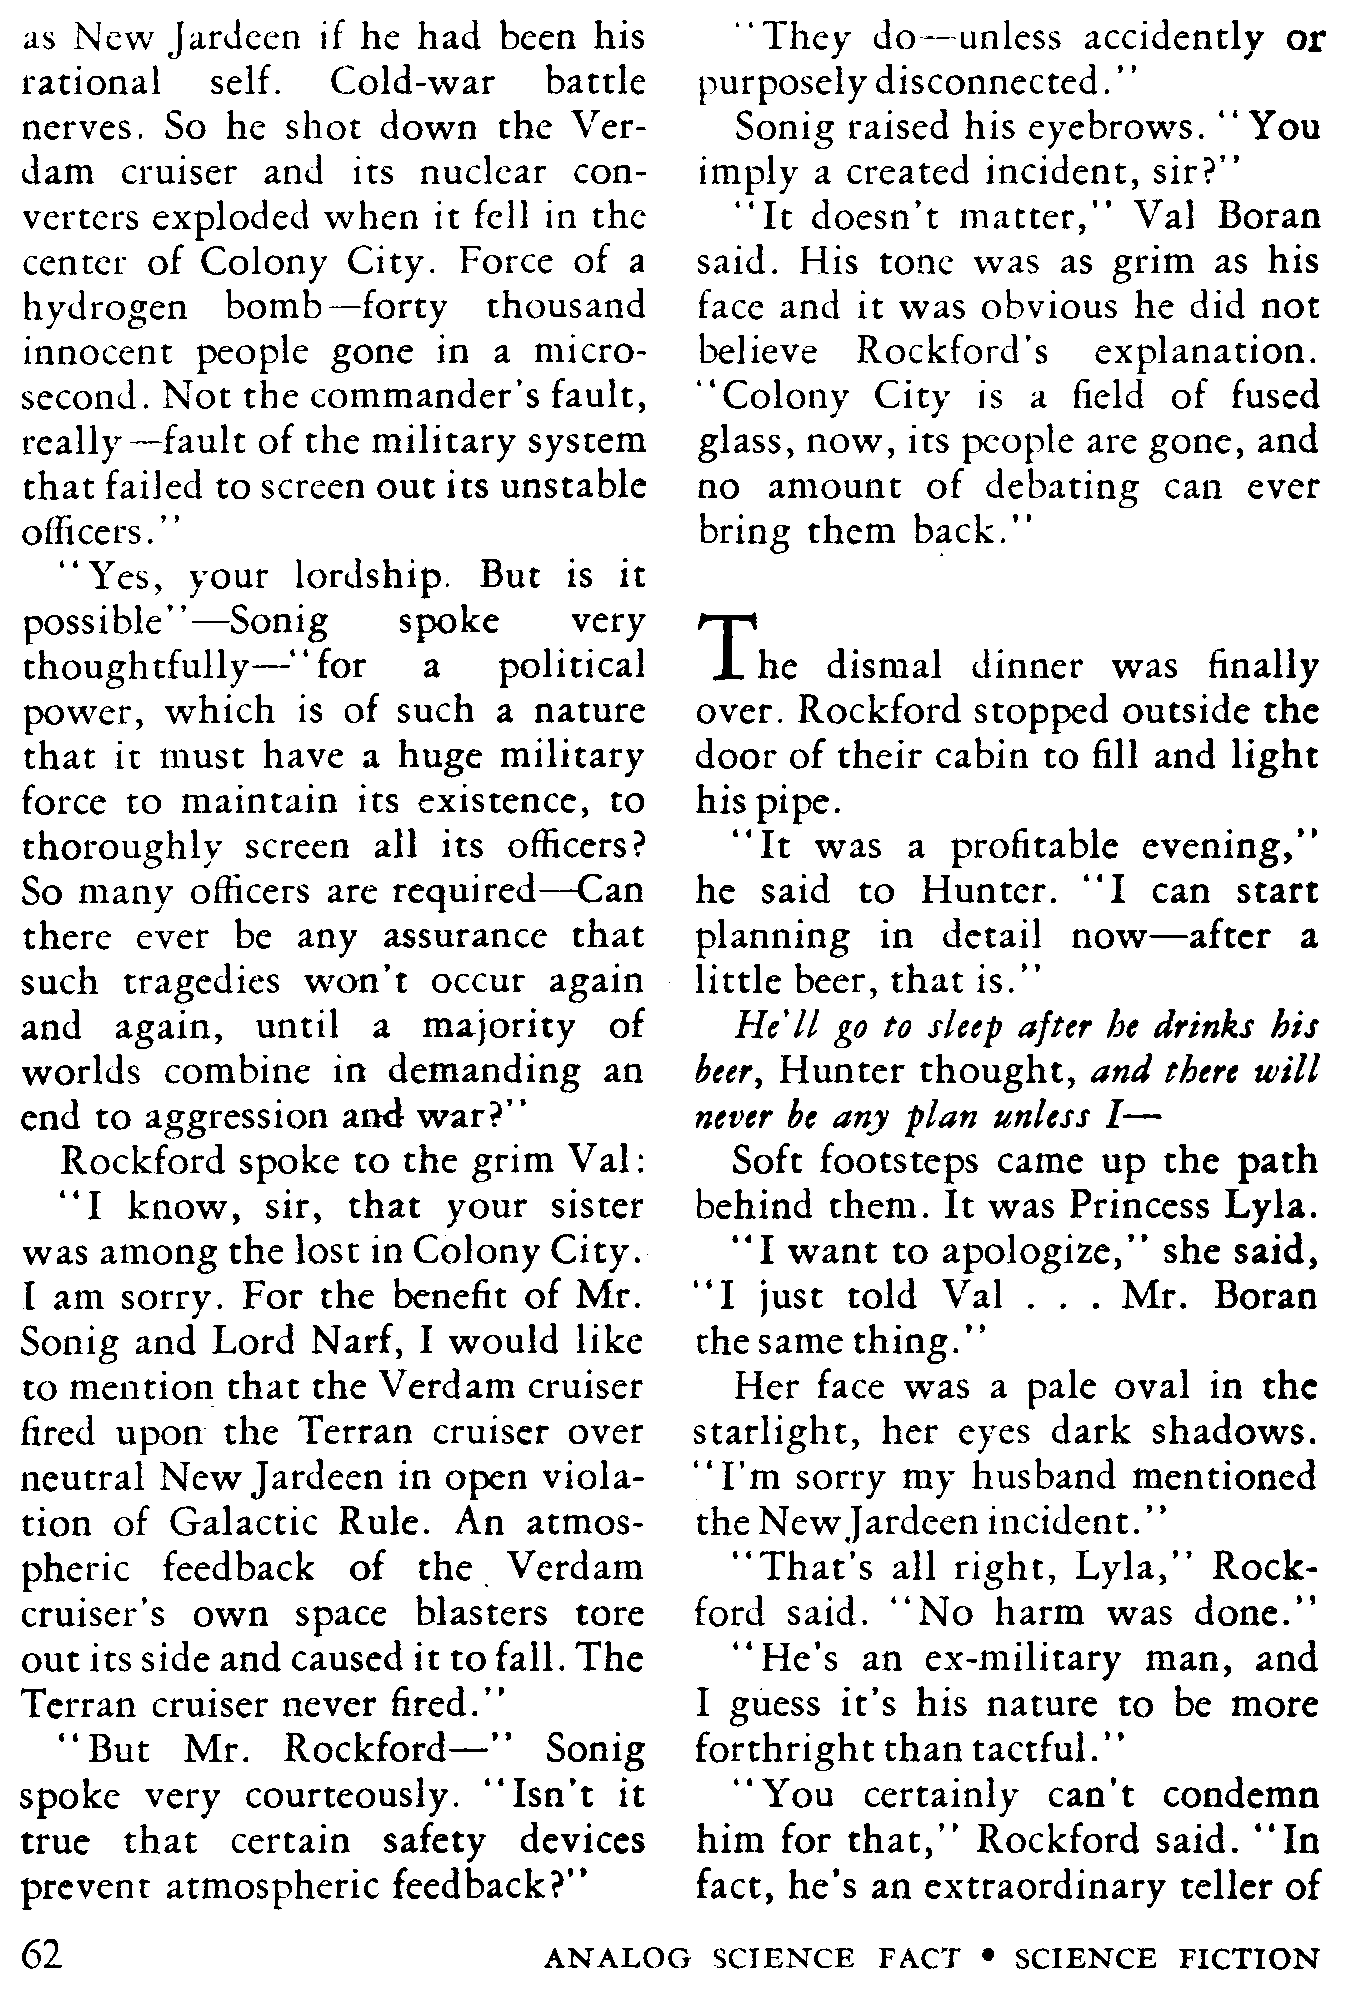 as New Jardeen if he had been his
rational self. Cold-war battle
nerves. So he shot down the Ver-
dam cruiser and its nuclear con-
verters exploded when it fell in the
center of Colony City. Force of a
hydrogen bomb—forty thousand
innocent people gone in a micro-
second. Not the commander's fault,
really—fault of the military system
that failed to screen out its unstable
officers."
"Yes, your lordship. But is it
possible"—Sonig spoke very
thoughtfully—"for a political
power, which is of such a nature
that it must have a huge military
force to maintain its existence, to
thoroughly screen all its officers?
So many officers are required—Can
there ever be any assurance that
such tragedies won't occur again
and again, until a majority of
worlds combine in demanding an
end to aggression and war?"
Rockford spoke to the grim Val:
"I know, sir, that your sister
was among the lost in Colony City.
I am sorry. For the benefit of Mr.
Sonig and Lord Narf, I would like
to mention that the Verdam cruiser
fired upon the Terran cruiser over
neutral New Jardeen in open viola-
tion of Galactic Rule. An atmos-
pheric feedback of the Verdam
cruiser's own space blasters tore
out its side and caused it to fall. The
Terran cruiser never fired."
"But Mr. Rockford—" Sonig
spoke very courteously. "Isn't it
true that certain safety devices
prevent atmospheric feedback?"
"They do—unless accidently or
purposely disconnected."
Sonig raised his eyebrows. "You
imply a created incident, sir?"
"It doesn't matter," Val Boran
said. His tone was as grim as his
face and it was obvious he did not
believe Rockford's explanation.
"Colony City is a field of fused
glass, now, its people are gone, and
no amount of debating can ever
bring them back."
The dismal dinner was finally
over. Rockford stopped outside the
door of their cabin to fill and light
his pipe.
"It was a profitable evening,"
he said to Hunter. "I can start
planning in detail now—after a
little beer, that is."
He'll go to sleep after he drinks his
beer, Hunter thought, and there will
never be any plan unless I—
Soft footsteps came up the path
behind them. It was Princess Lyla.
"I want to apologize," she said,
"I just told Val . . . Mr. Boran
the same thing."
Her face was a pale oval in the
starlight, her eyes dark shadows.
"I'm sorry my husband mentioned
the New Jardeen incident."
"That's all right, Lyla," Rock-
ford said. "No harm was done."
"He's an ex-military man, and
I guess it's his nature to be more
forthright than tactful."
"You certainly can't condemn
him for that," Rockford said. "In
fact, he's an extraordinary teller of
62
ANALOG SCIENCE FACT • SCIENCE FICTION